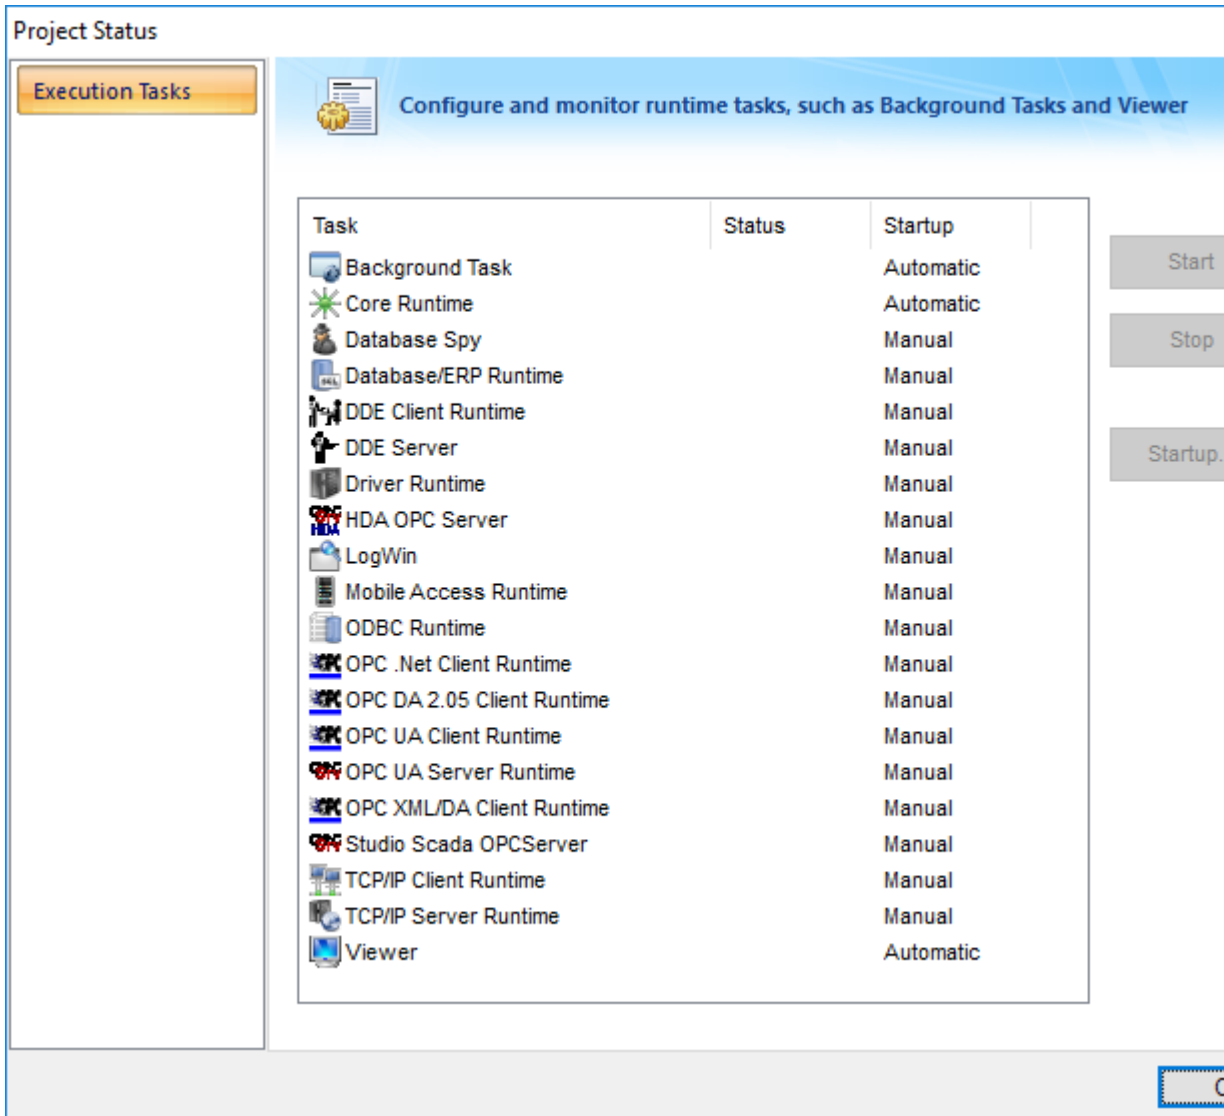 Project Status
Execution Tasks
Configure and monitor runtime tasks, such as Background Tasks and Viewer
Task Status Startup
Background Task Automatic
Core Runtime Automatic
Database Spy Manual
Database/ERP Runtime Manual
DDE Client Runtime Manual
DDE Server Manual
Driver Runtime Manual
HDA OPC Server Manual
LogWin Manual
Mobile Access Runtime Manual
ODBC Runtime Manual
OPC .Net Client Runtime Manual
OPC DA 2.05 Client Runtime Manual
OPC UA Client Runtime Manual
OPC UA Server Runtime Manual
OPC XML/DA Client Runtime Manual
Studio Scada OPCServer Manual
TCP/IP Client Runtime Manual
TCP/IP Server Runtime Manual
Viewer Automatic
Start
Stop
Startup.